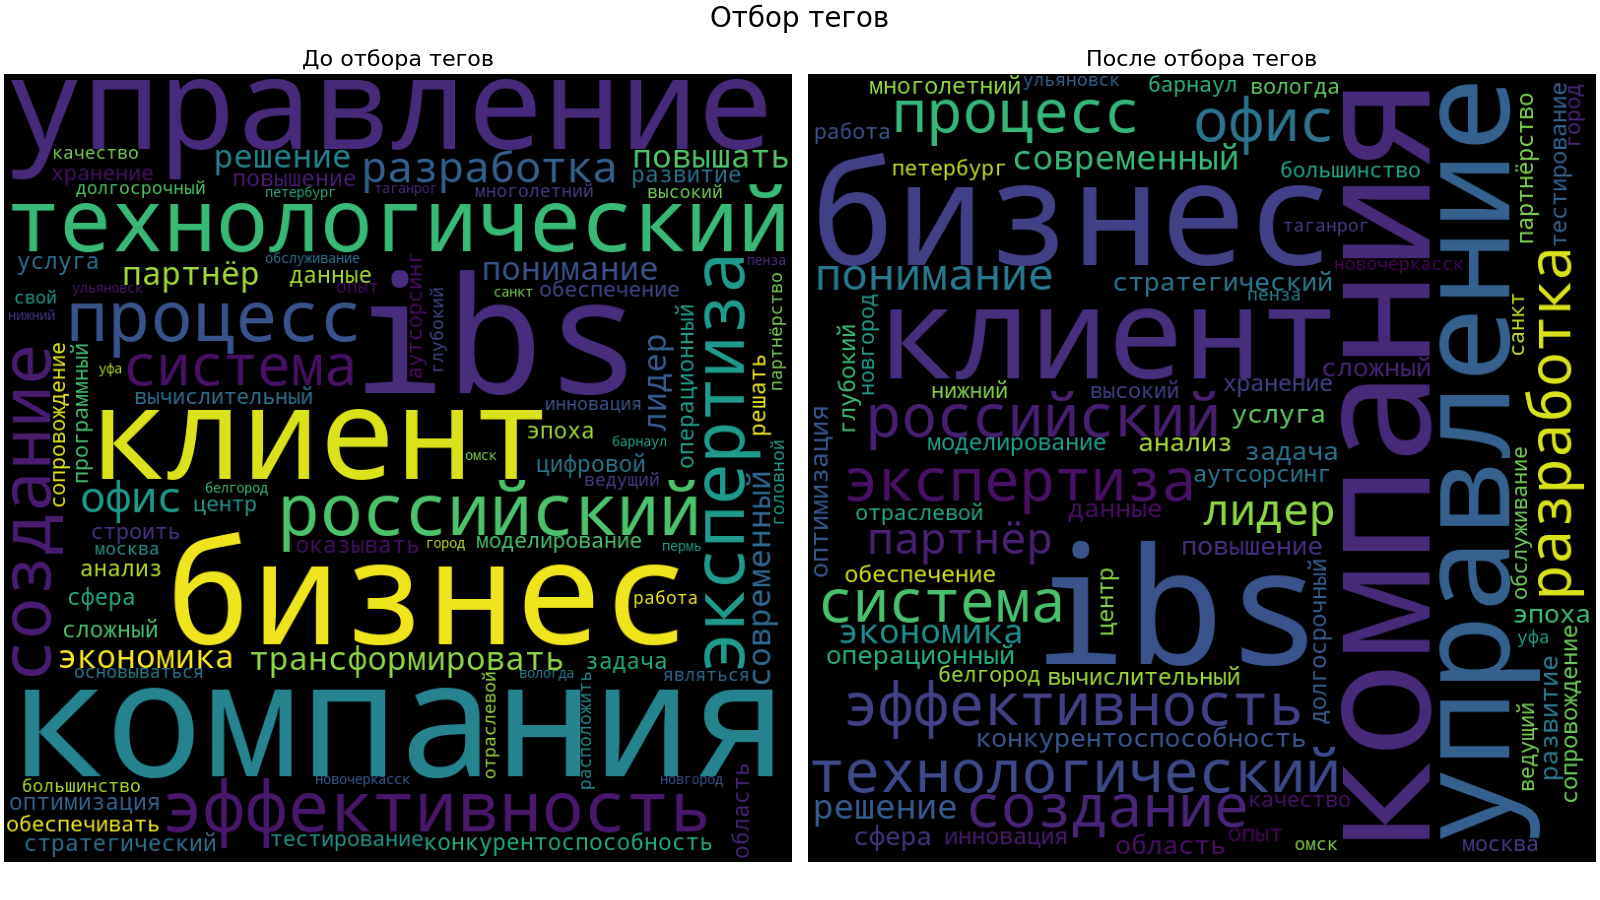 Отбор тегов
До отбора тегов
управление
качество
решение
разработка
повышать
хранение
повышение
развитие
долгосрочный
петербург
таганрог
многолетний
высокий
технологический
услуга
партнёр
обслуживание
данные
понимание
пенза
свой
ульяновск
опыт
санкт
обеспечение
нижний
процесс
ibs
аутсорсинг
глубокий
экспертиза
партнёрство
создание
сопровождение
программный
уфа
система
лидер
операционный
решать
вычислительный
инновация
клиент
эпоха
барнаул
омск
цифровой
ведущий
головной
офис
белгород
центр
российский
современный
строить
москва
оказывать
город
моделирование
пермь
анализ
бизнес
сфера
работа
сложный
экономика
трансформировать
задача
основываться
вологда
являться
компания
отраслевой
расположить
большинство
новочеркасск
новгород
область
оптимизация
эффективность
обеспечивать
стратегический
тестирование
конкурентоспособность
После отбора тегов
многолетний
ульяновск
барнаул
вологда
компания
управление
партнёрство
тестирование
город
работа
процесс
офис
петербург
современный
большинство
бизнес
таганрог
понимание
стратегический
новочеркасск
пенза
санкт
разработка
глубокий
новгород
клиент
сложный
нижний
высокий
хранение
оптимизация
российский
услуга
моделирование
анализ
задача
экспертиза
аутсорсинг
обслуживание
отраслевой
данные
лидер
партнёр
повышение
обеспечение
ibs
система
центр
долгосрочный
экономика
эпоха
операционный
уфа
белгород
вычислительный
эффективность
развитие
сопровождение
конкурентоспособность
ведущий
технологический
решение
создание
качество
сфера
инновация
опыт
область
омск
москва